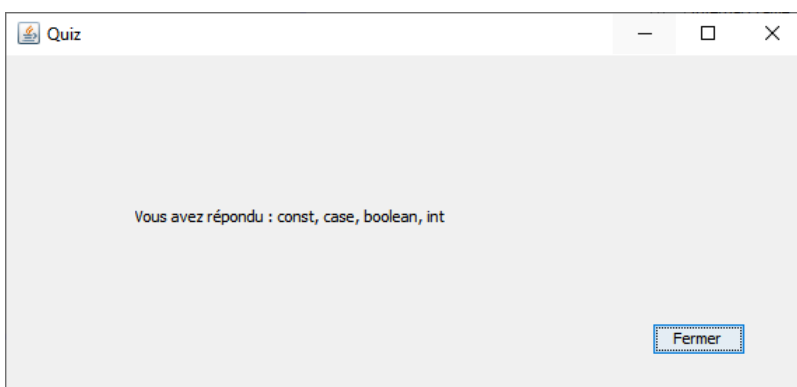 Quiz
Vous avez répondu : const, case, boolean, int
Fermer